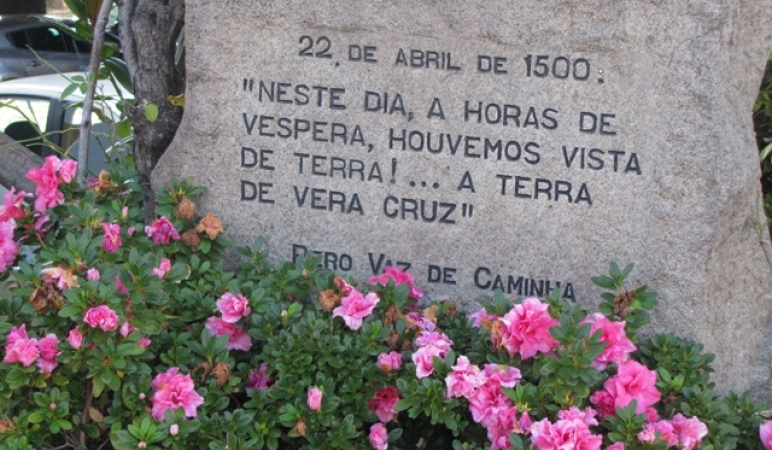 22. DE ABRIL DE 1500.
"NESTE DIA, A HORAS DE
VESPERA, HOUVEMOS VISTA
DE TERRA!... A TERRA
DE VERA CRUZ"
PERO VAZ DE CAMINHA